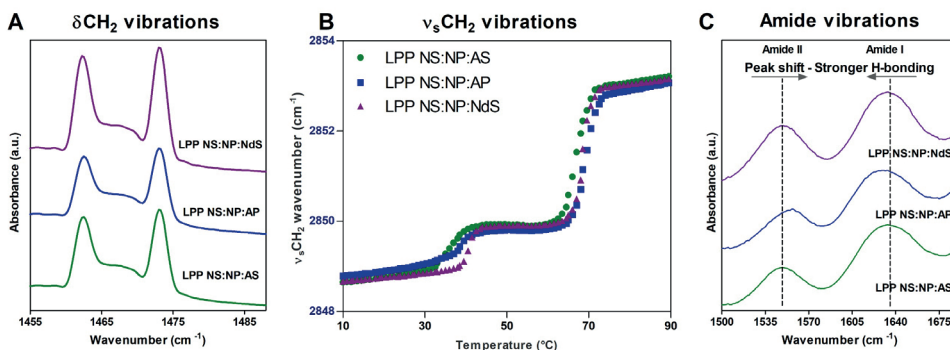 A
δCH₂ vibrations
Absorbance (a.u.)
LPP NS:NP:NdS
LPP NS:NP:AP
LPP NS:NP:AS
1455 1465 1475 1485
Wavenumber (cm⁻¹)
B
νₛCH₂ vibrations
νₛCH₂ wavenumber (cm⁻¹)
2854
2852
2850
2848
LPP NS:NP:AS
LPP NS:NP:AP
LPP NS:NP:NdS
10 30 50 70 90
Temperature (°C)
C
Amide vibrations
Amide II Amide I
Peak shift - Stronger H-bonding
Absorbance (a.u.)
LPP NS:NP:NdS
LPP NS:NP:AP
LPP NS:NP:AS
1500 1535 1570 1605 1640 1675
Wavenumber (cm⁻¹)